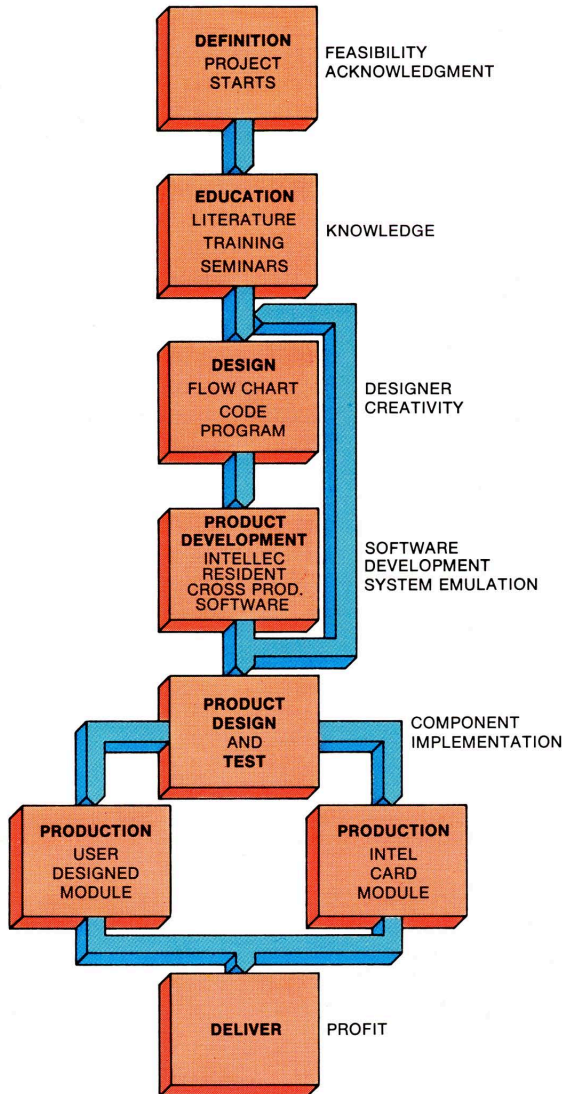 DEFINITION
PROJECT
STARTS
FEASIBILITY
ACKNOWLEDGMENT
EDUCATION
LITERATURE
TRAINING
SEMINARS
KNOWLEDGE
DESIGN
FLOW CHART
CODE
PROGRAM
DESIGNER
CREATIVITY
PRODUCT
DEVELOPMENT
INTELLEC
RESIDENT
CROSS PROD.
SOFTWARE
SOFTWARE
DEVELOPMENT
SYSTEM EMULATION
PRODUCT
DESIGN
AND
TEST
COMPONENT
IMPLEMENTATION
PRODUCTION
USER
DESIGNED
MODULE
PRODUCTION
INTEL
CARD
MODULE
DELIVER
PROFIT